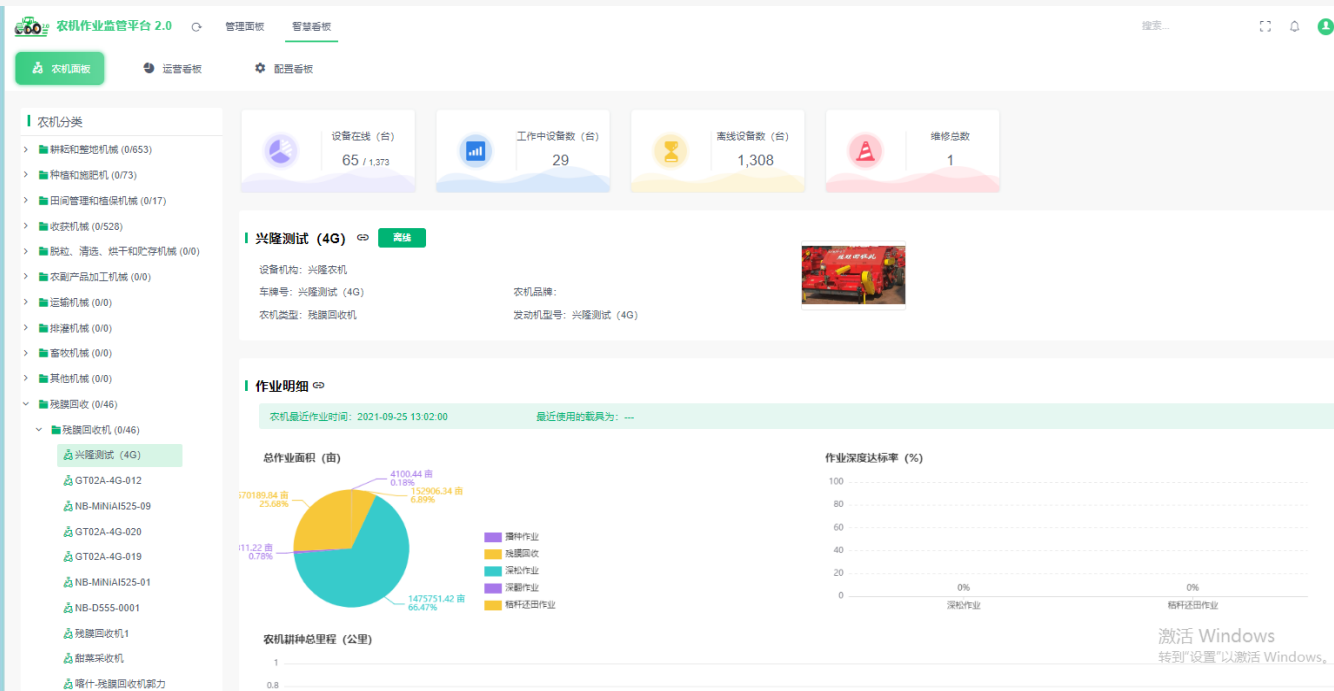 农机作业监管平台 2.0
管理面板
智慧看板
搜索...
农机面板
运营看板
配置看板
农机分类
耕耘和整地机械 (0/653)
种植和施肥机 (0/73)
田间管理和植保机械 (0/17)
收获机械 (0/528)
脱粒、清选、烘干和贮存机械 (0/0)
农副产品加工机械 (0/0)
运输机械 (0/0)
排灌机械 (0/0)
畜牧机械 (0/0)
其他机械 (0/0)
残膜回收 (0/46)
残膜回收机 (0/46)
兴隆测试（4G）
GT02A-4G-012
NB-MiNiAI525-09
GT02A-4G-020
GT02A-4G-019
NB-MiNiAI525-01
NB-D555-0001
残膜回收机1
甜菜采收机
喀什-残膜回收机郭力
设备在线（台）
65 / 1,373
工作中设备数（台）
29
离线设备数（台）
1,308
维修总数
1
兴隆测试（4G）
离线
设备机构：兴隆农机
车牌号：兴隆测试（4G）
农机品牌：
农机类型：残膜回收机
发动机型号：兴隆测试（4G）
作业明细
农机最近作业时间：2021-09-25 13:02:00
最近使用的载具为：---
总作业面积（亩）
4100.44 亩
0.18%
152906.34 亩
6.89%
570189.84 亩
25.68%
311.22 亩
0.78%
1475751.42 亩
66.47%
播种作业
残膜回收
深松作业
深翻作业
秸秆还田作业
作业深度达标率（%）
100
80
60
40
20
0
0%
0%
深松作业
秸秆还田作业
农机耕种总里程（公里）
1
0.8
激活 Windows
转到"设置"以激活 Windows。